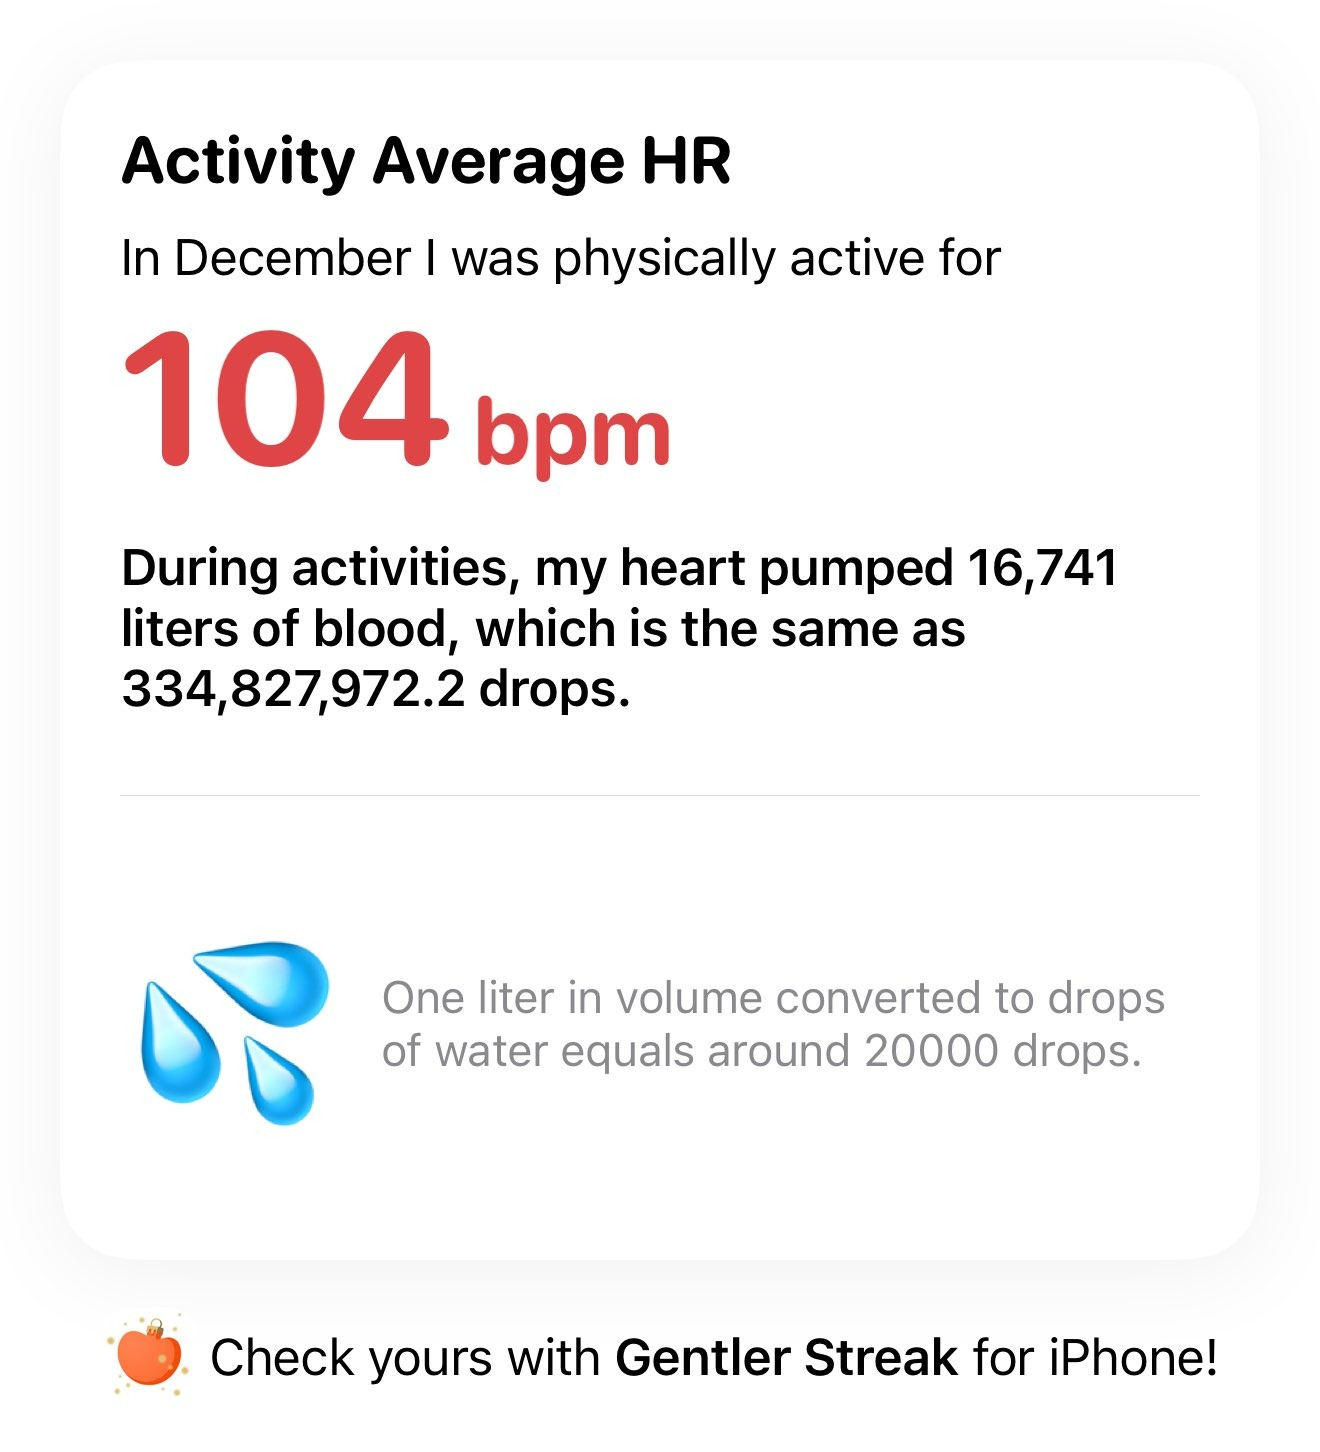 Activity Average HR
In December I was physically active for
104 bpm
During activities, my heart pumped 16,741
liters of blood, which is the same as
334,827,972.2 drops.
One liter in volume converted to drops
of water equals around 20000 drops.
Check yours with Gentler Streak for iPhone!